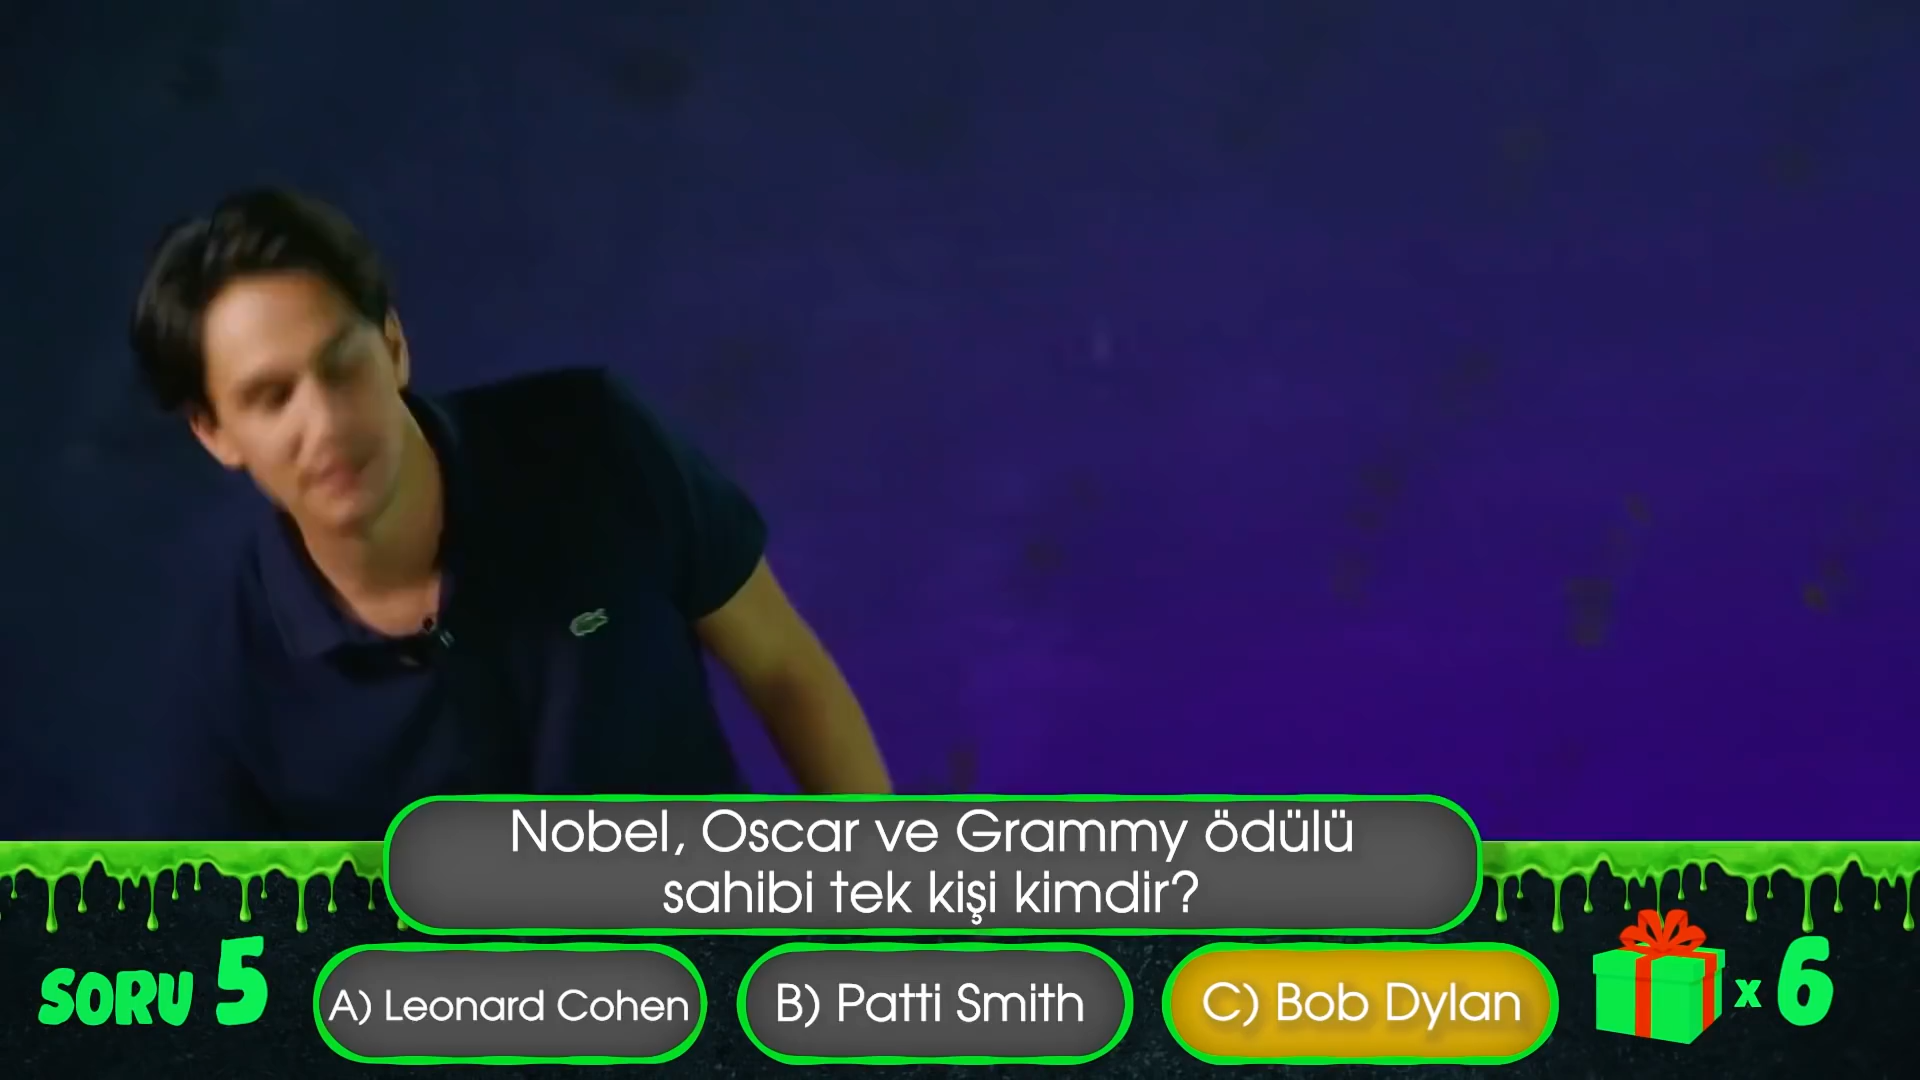 Nobel, Oscar ve Grammy ödülü
sahibi tek kişi kimdir?
SORU 5
A) Leonard Cohen
B) Patti Smith
C) Bob Dylan
x 6